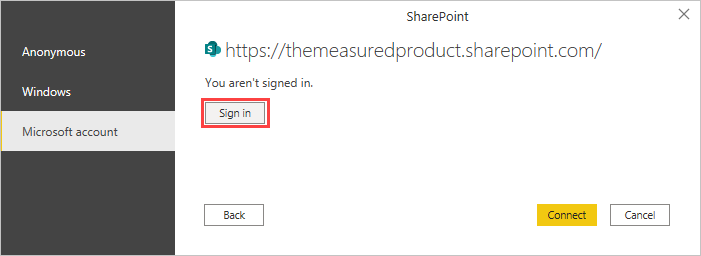 SharePoint
Anonymous
Windows
Microsoft account
https://themeasuredproduct.sharepoint.com/
You aren't signed in.
Sign in
Back
Connect
Cancel